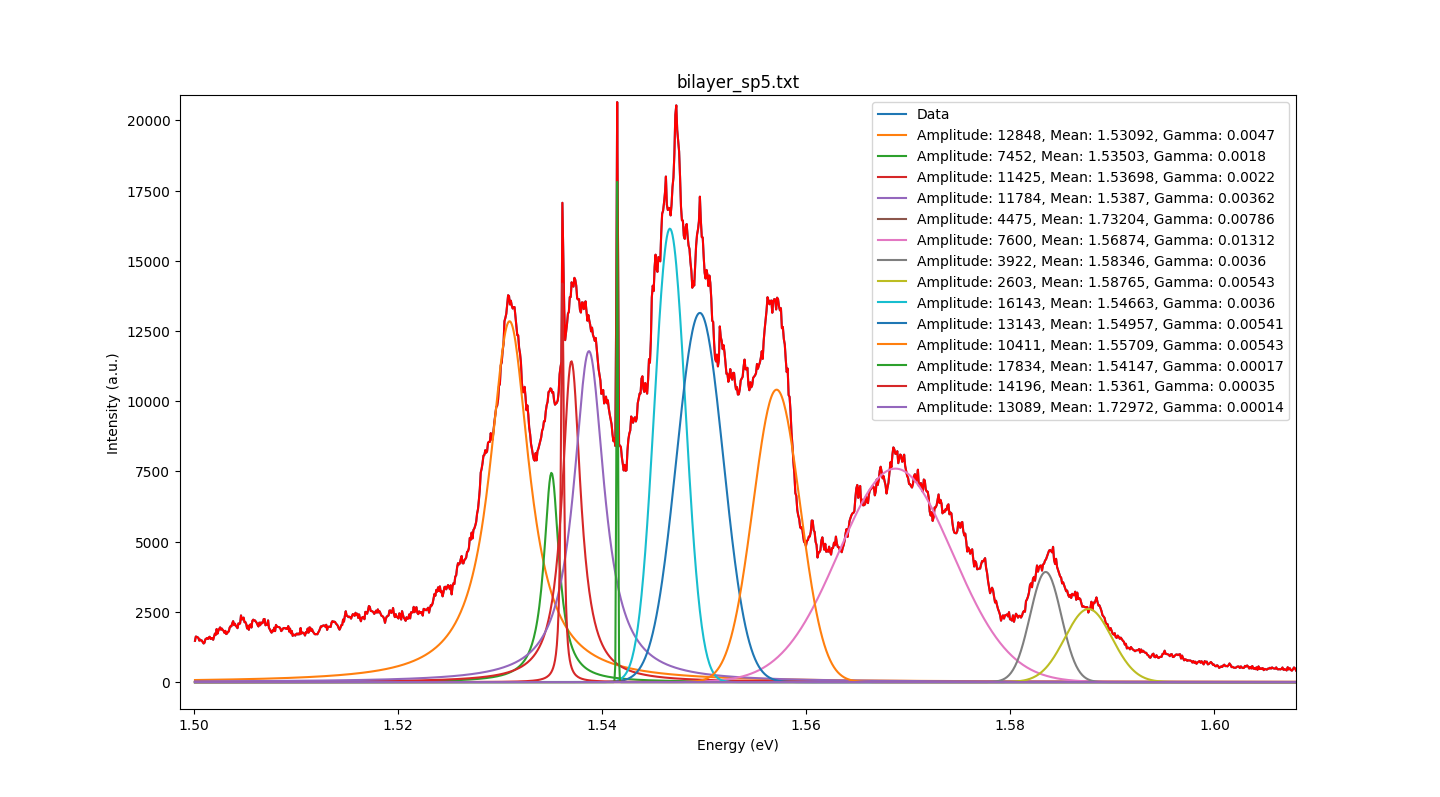 bilayer_sp5.txt
Data
Amplitude: 12848, Mean: 1.53092, Gamma: 0.0047
Amplitude: 7452, Mean: 1.53503, Gamma: 0.0018
Amplitude: 11425, Mean: 1.53698, Gamma: 0.0022
Amplitude: 11784, Mean: 1.5387, Gamma: 0.00362
Amplitude: 4475, Mean: 1.73204, Gamma: 0.00786
Amplitude: 7600, Mean: 1.56874, Gamma: 0.01312
Amplitude: 3922, Mean: 1.58346, Gamma: 0.0036
Amplitude: 2603, Mean: 1.58765, Gamma: 0.00543
Amplitude: 16143, Mean: 1.54663, Gamma: 0.0036
Amplitude: 13143, Mean: 1.54957, Gamma: 0.00541
Amplitude: 10411, Mean: 1.55709, Gamma: 0.00543
Amplitude: 17834, Mean: 1.54147, Gamma: 0.00017
Amplitude: 14196, Mean: 1.5361, Gamma: 0.00035
Amplitude: 13089, Mean: 1.72972, Gamma: 0.00014
Intensity (a.u.)
20000
17500
15000
12500
10000
7500
5000
2500
0
1.50 1.52 1.54 1.56 1.58 1.60
Energy (eV)